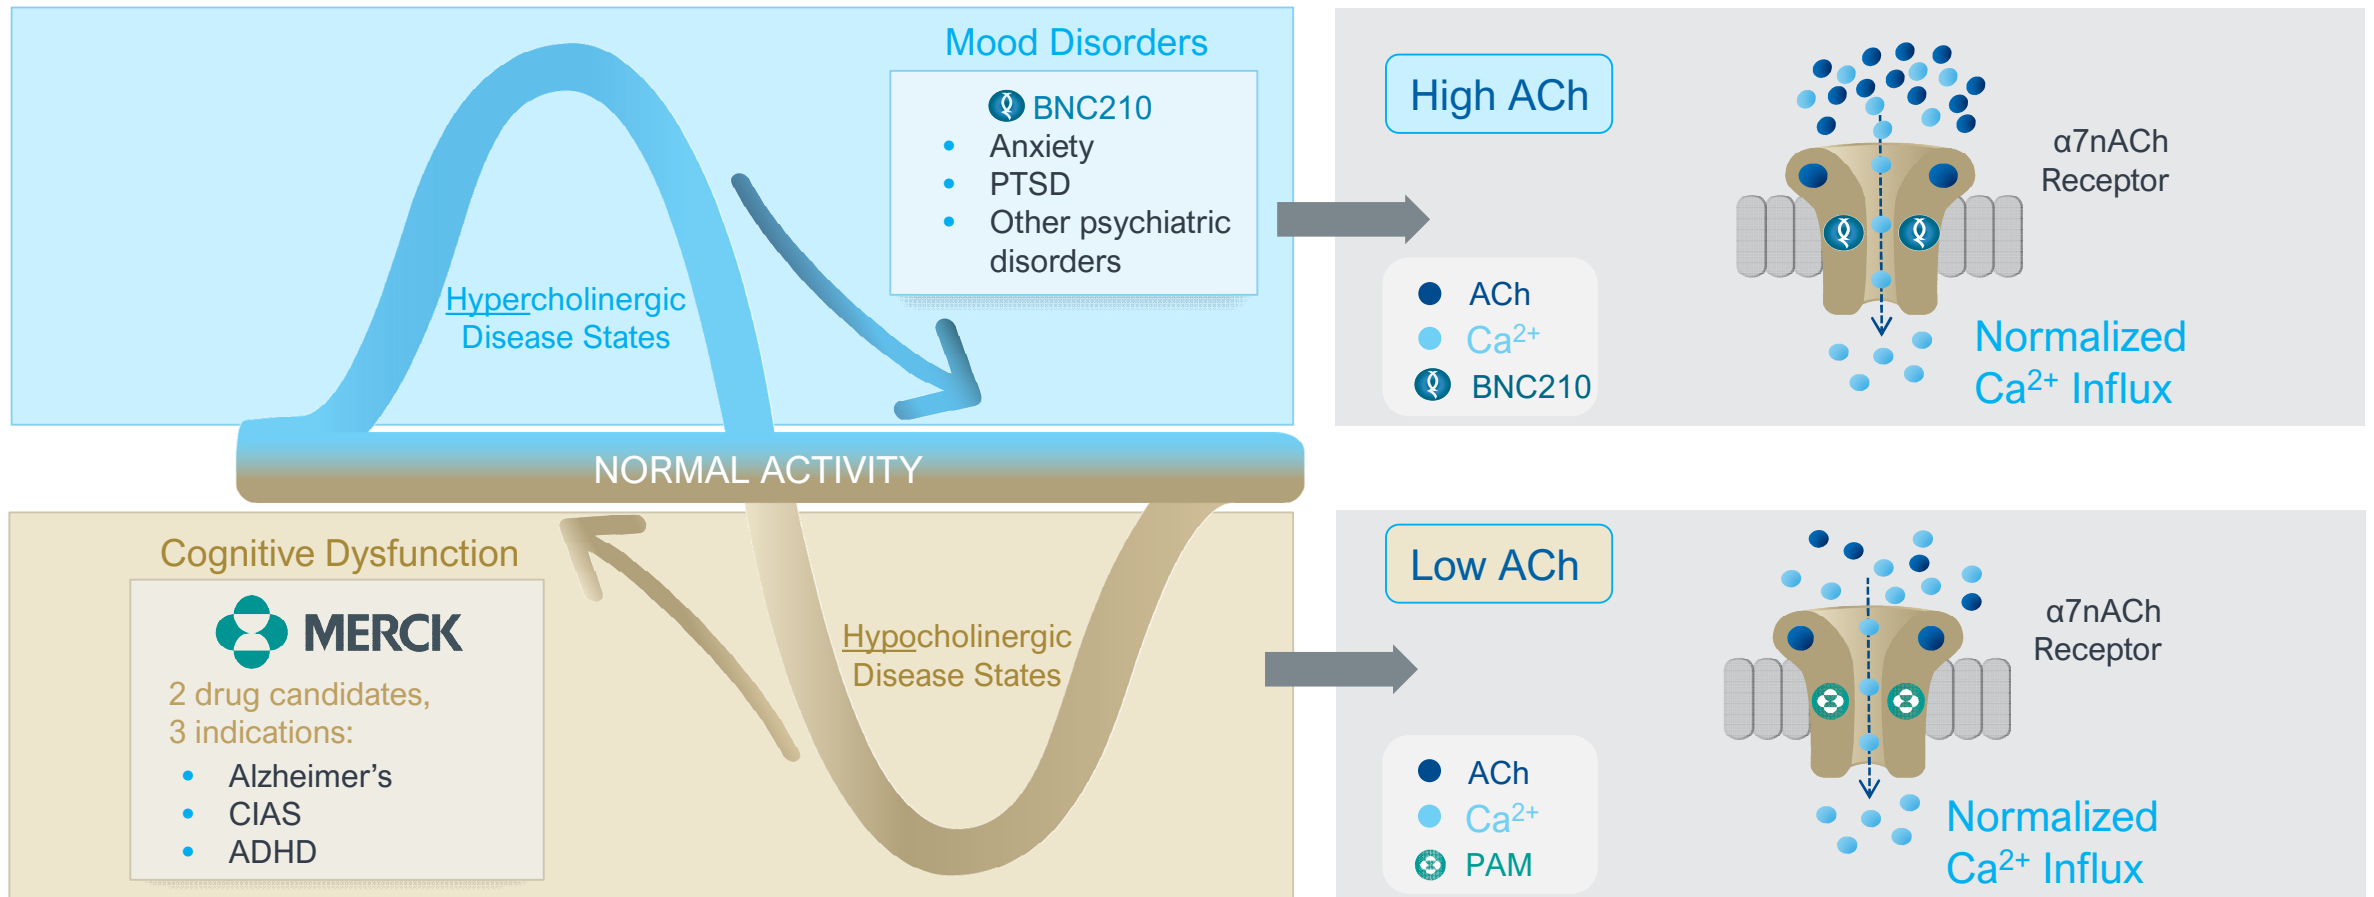 Mood Disorders
BNC210
• Anxiety
• PTSD
• Other psychiatric
disorders
Hypercholinergic
Disease States
NORMAL ACTIVITY
Cognitive Dysfunction
MERCK
2 drug candidates,
3 indications:
• Alzheimer’s
• CIAS
• ADHD
Hypocholinergic
Disease States
High ACh
α7nACh
Receptor
ACh
Ca²⁺
BNC210
Normalized
Ca²⁺ Influx
Low ACh
α7nACh
Receptor
ACh
Ca²⁺
PAM
Normalized
Ca²⁺ Influx